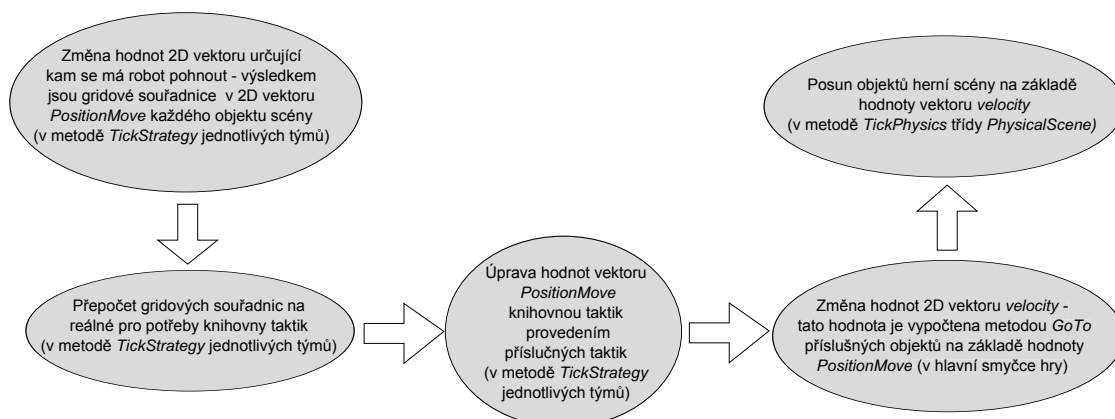 Změna hodnot 2D vektoru určující
kam se má robot pohnout - výsledkem
jsou gridové souřadnice v 2D vektoru
PositionMove každého objektu scény
(v metodě TickStrategy jednotlivých týmů)
Přepočet gridových souřadnic na
reálné pro potřeby knihovny taktik
(v metodě TickStrategy jednotlivých týmů)
Úprava hodnot vektoru
PositionMove
knihovnou taktik
provedením
příslučných taktik
(v metodě TickStrategy
jednotlivých týmů)
Změna hodnot 2D vektoru velocity -
tato hodnota je vypočtena metodou GoTo
příslušných objektů na základě hodnoty
PositionMove (v hlavní smyčce hry)
Posun objektů herní scény na základě
hodnoty vektoru velocity
(v metodě TickPhysics třídy PhysicalScene)